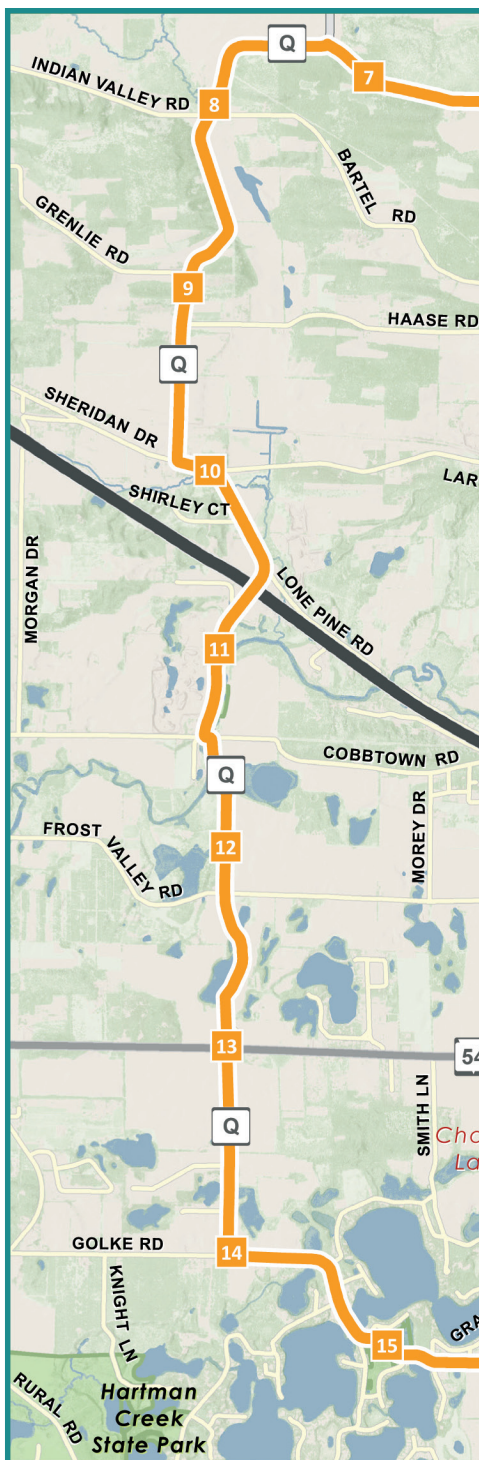 Q
7
INDIAN VALLEY RD
8
BARTEL RD
GRENLIE RD
9
HAASE RD
Q
SHERIDAN DR
10
LAR
SHIRLEY CT
MORGAN DR
LONE PINE RD
11
COBBTOWN RD
Q
MOREY DR
FROST VALLEY RD
12
13
54
SMITH LN
Q
Cha
La
GOLKE RD
14
KNIGHT LN
15
GRA
RURAL RD
Hartman
Creek
State Park